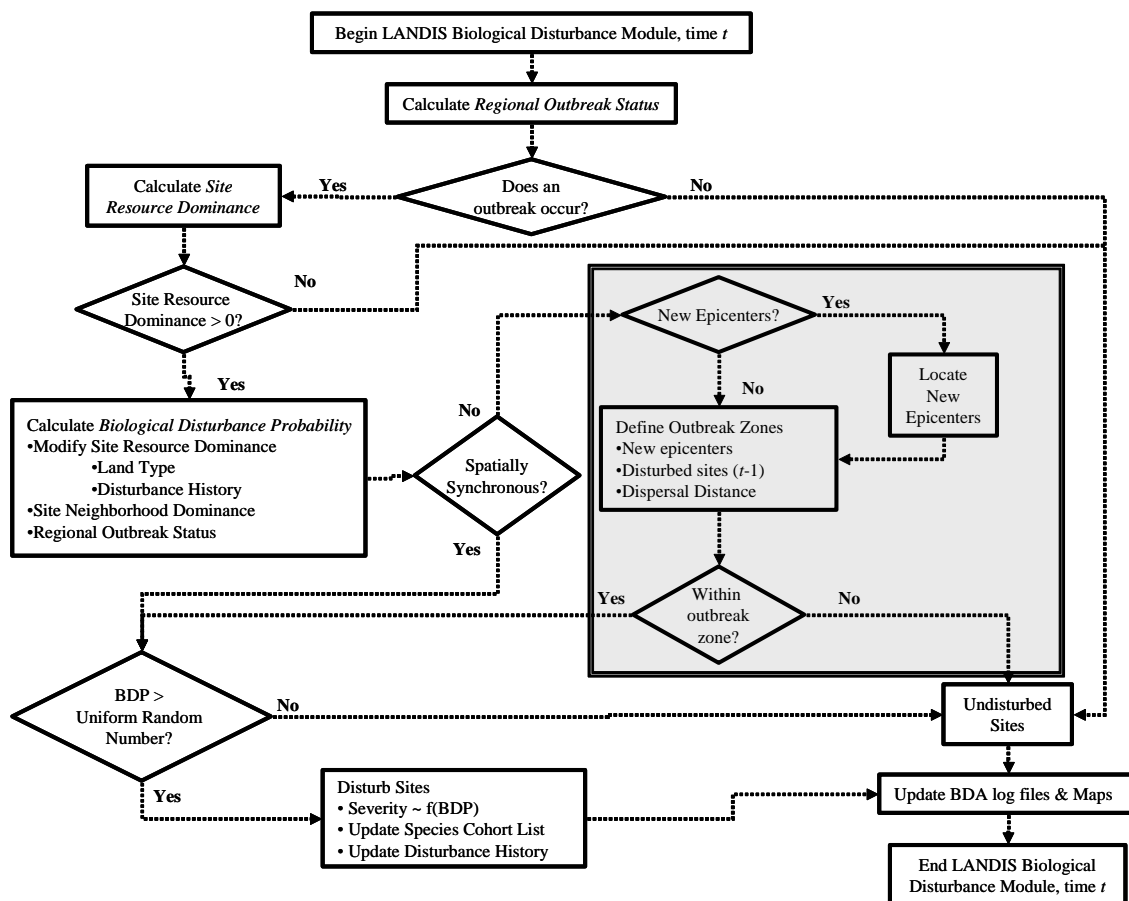 Begin LANDIS Biological Disturbance Module, time t
Calculate Regional Outbreak Status
Does an
outbreak occur?
Yes
No
Calculate Site
Resource Dominance
Site Resource
Dominance > 0?
No
Yes
Calculate Biological Disturbance Probability
•Modify Site Resource Dominance
•Land Type
•Disturbance History
•Site Neighborhood Dominance
•Regional Outbreak Status
Spatially
Synchronous?
No
Yes
New Epicenters?
Yes
No
Locate
New
Epicenters
Define Outbreak Zones
•New epicenters
•Disturbed sites (t-1)
•Dispersal Distance
Within
outbreak
zone?
Yes
No
BDP >
Uniform Random
Number?
No
Yes
Undisturbed
Sites
Disturb Sites
• Severity ~ f(BDP)
• Update Species Cohort List
• Update Disturbance History
Update BDA log files & Maps
End LANDIS Biological
Disturbance Module, time t